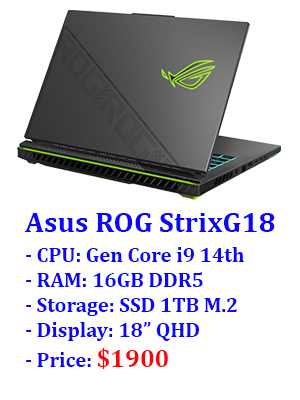 Asus ROG StrixG18
- CPU: Gen Core i9 14th
- RAM: 16GB DDR5
- Storage: SSD 1TB M.2
- Display: 18” QHD
- Price: $1900